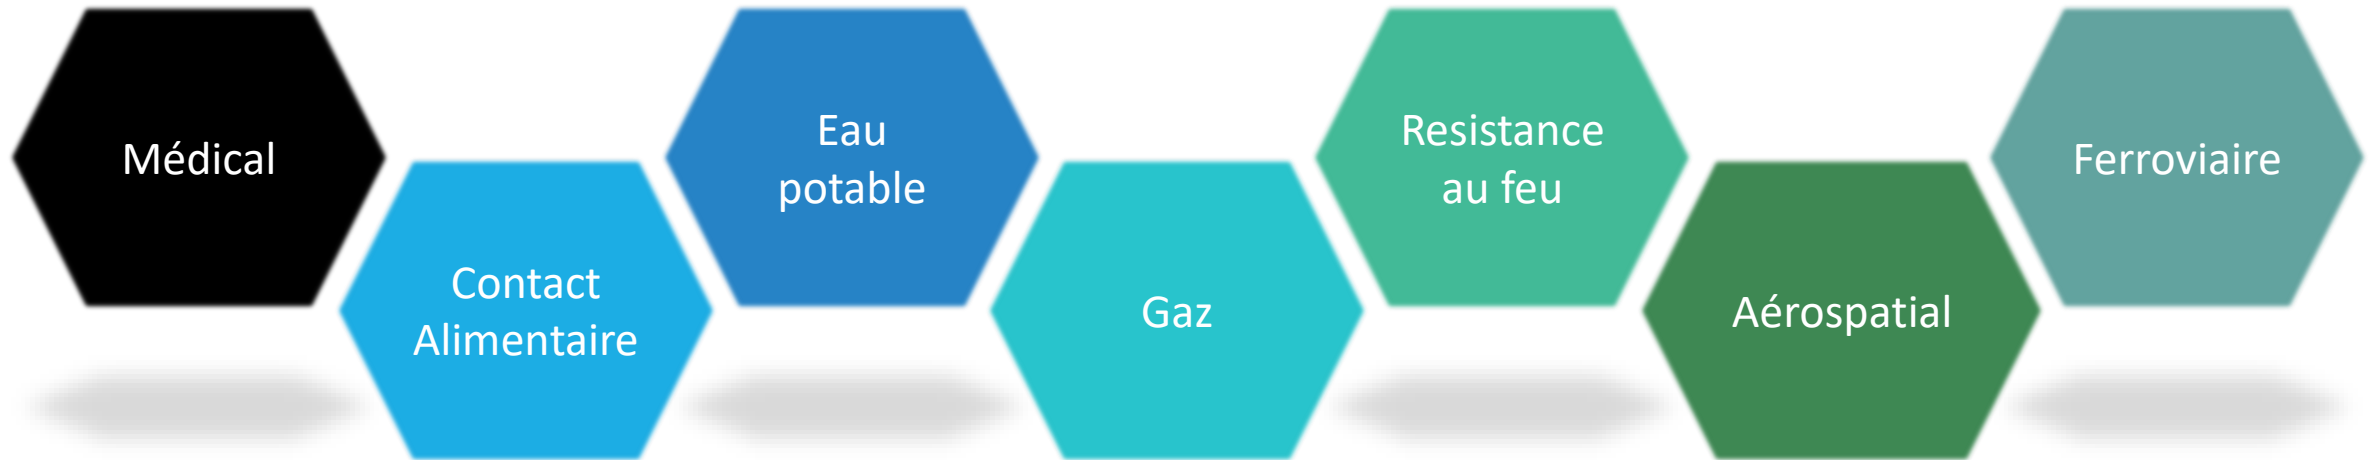 Médical
Contact
Alimentaire
Eau
potable
Gaz
Resistance
au feu
Aérospatial
Ferroviaire